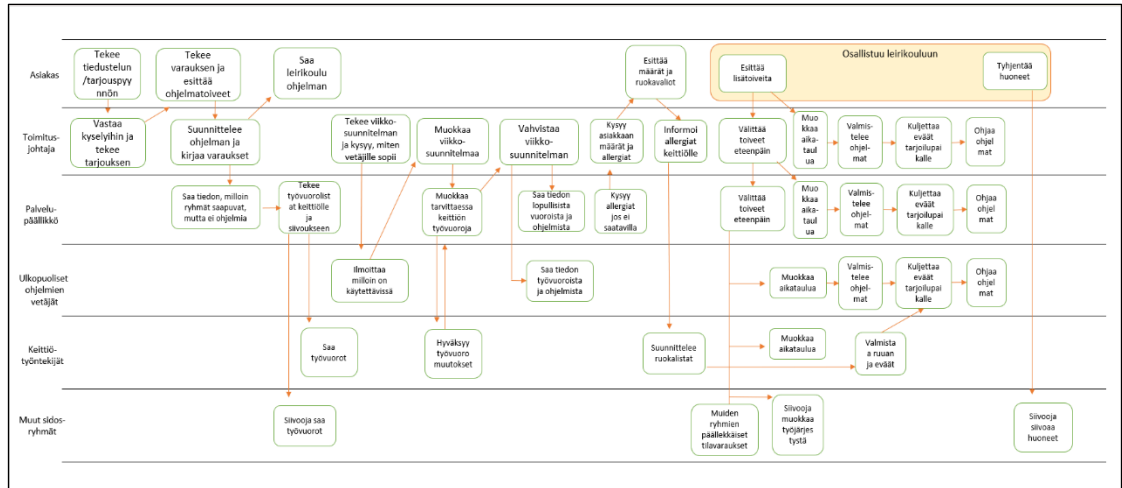 Asiakas
Tekee
tiedustelun
/tarjouspyy
nnön
Tekee
varauksen ja
esittää
ohjelmatoiveet
Saa
leirikoulu
ohjelman
Esittää
määrät ja
ruokavaliot
Osallistuu leirikouluun
Esittää
lisätoiveita
Tyhjentää
huoneet
Toimitus-
johtaja
Vastaa
kyselyihin ja
tekee
tarjouksen
Suunnittelee
ohjelman ja
kirjaa varaukset
Tekee viikko-
suunnitelman
ja kysyy, miten
vetäjille sopii
Muokkaa
viikko-
suunnitelmaa
Vahvistaa
viikko-
suunnitelman
Kysyy
asiakkaan
määrät ja
allergiat
Informoi
allergiat
keittiölle
Välittää
toiveet
eteenpäin
Muo
kkaa
aika-
taul
ua
Valmis-
telee
ohjel-
mat
Kuljettaa
eväät
tarjoilupai
kalle
Ohjaa
ohjel
mat
Palvelu-
päällikkö
Saa tiedon, milloin
ryhmät saapuvat,
mutta ei ohjelmia
Tekee
työvuorolist
at keittiölle
ja
siivoukseen
Muokkaa
tarvittaessa
keittiön
työvuoroja
Saa tiedon
lopullisista
vuoroista ja
ohjelmista
Kysyy
allergiat
jos ei
saatavilla
Välittää
toiveet
eteenpäin
Muo
kkaa
aika-
taul
ua
Valmis-
telee
ohjel-
mat
Kuljettaa
eväät
tarjoilupai
kalle
Ohjaa
ohjel
mat
Ulkopuoliset
ohjelmien
vetäjät
Ilmoittaa
milloin on
käytettävissä
Saa tiedon
työvuoroista
ja ohjelmista
Muokkaa
aikataulua
Valmis-
telee
ohjel-
mat
Kuljettaa
eväät
tarjoilupai
kalle
Ohjaa
ohjel
mat
Keittiö-
työntekijät
Saa
työvuorot
Hyväksyy
työvuoro
muutokset
Suunnittelee
ruokalistat
Muokkaa
aikataulua
Valmista
a ruuan
ja eväät
Muut sidos-
ryhmät
Siivooja saa
työvuorot
Muiden
ryhmien
päällekkäiset
tilavaraukset
Siivooja
muokkaa
työjärjes
tystä
Siivooja
siivoaa
huoneet